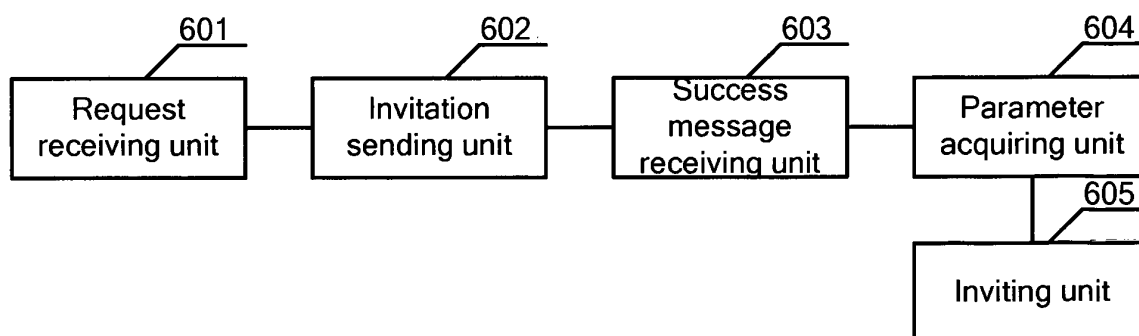 601
602
603
604
Request
receiving unit
Invitation
sending unit
Success
message
receiving unit
Parameter
acquiring unit
605
Inviting unit